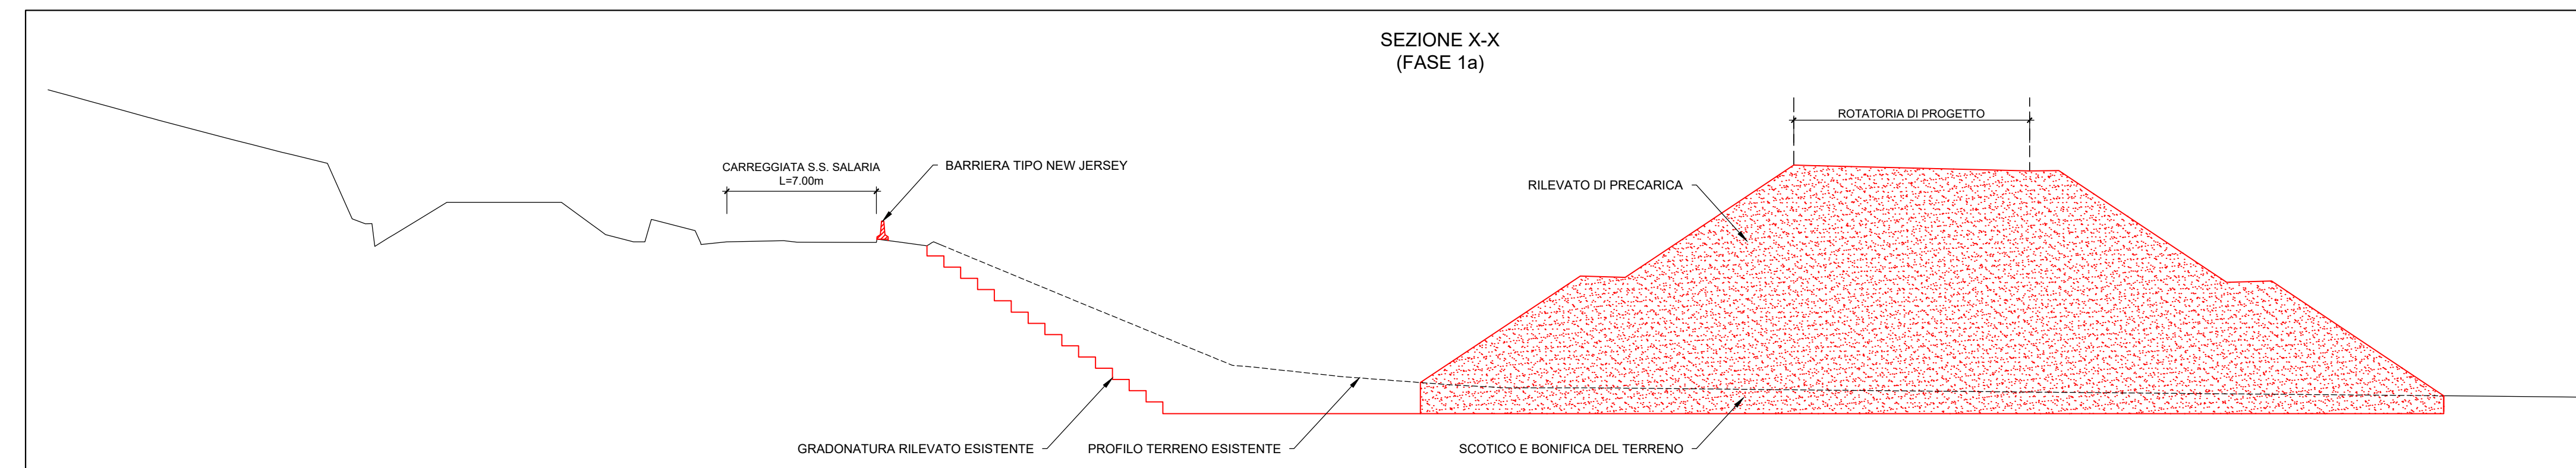 SEZIONE X-X
(FASE 1a)
ROTATORIA DI PROGETTO
CARREGGIATA S.S. SALARIA
L=7.00m
BARRIERA TIPO NEW JERSEY
RILEVATO DI PRECARICA
GRADONATURA RILEVATO ESISTENTE
PROFILO TERRENO ESISTENTE
SCOTICO E BONIFICA DEL TERRENO